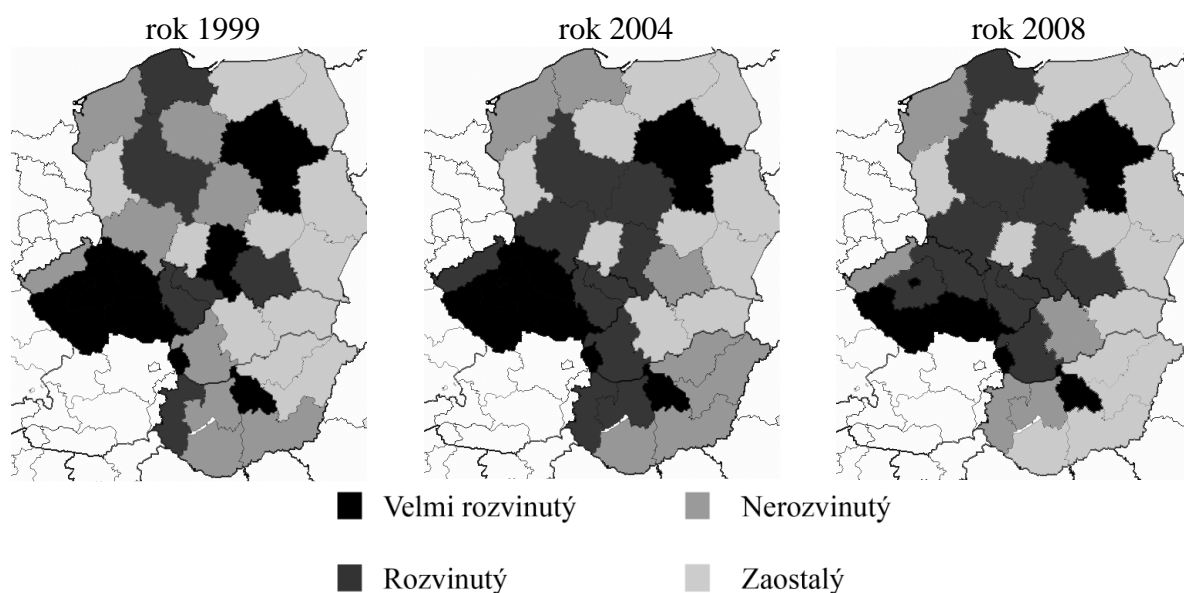 rok 1999
rok 2004
rok 2008
Velmi rozvinutý
Nerozvinutý
Rozvinutý
Zaostalý